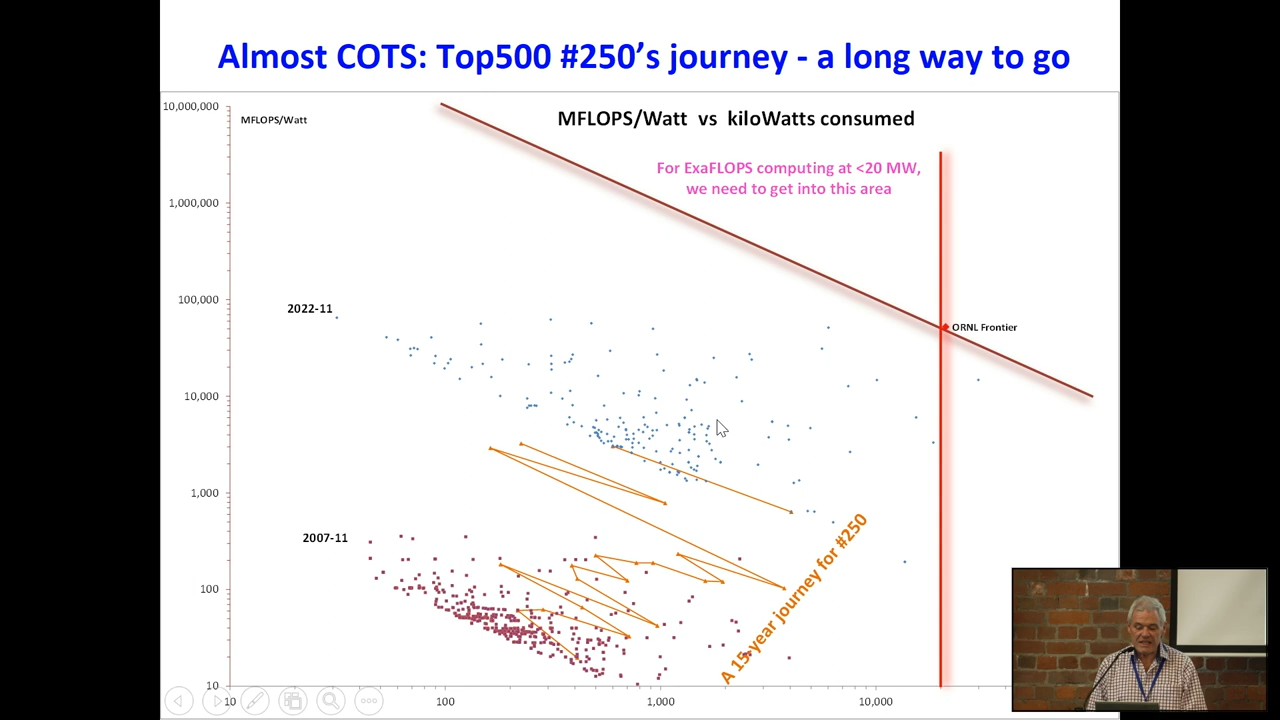 Almost COTS: Top500 #250's journey - a long way to go
10,000,000
MFLOPS/Watt
MFLOPS/Watt vs kiloWatts consumed
For ExaFLOPS computing at <20 MW,
we need to get into this area
1,000,000
100,000
2022-11
ORNL Frontier
10,000
1,000
2007-11
A 15-year journey for #250
100
10
10
100
1,000
10,000